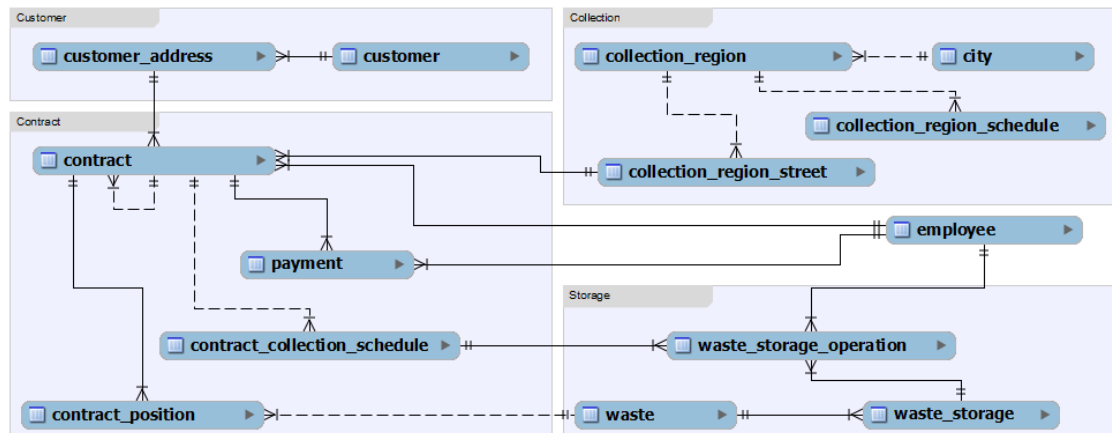 Customer
customer_address
customer
Contract
contract
payment
contract_collection_schedule
contract_position
Collection
collection_region
city
collection_region_schedule
collection_region_street
employee
Storage
waste_storage_operation
waste
waste_storage